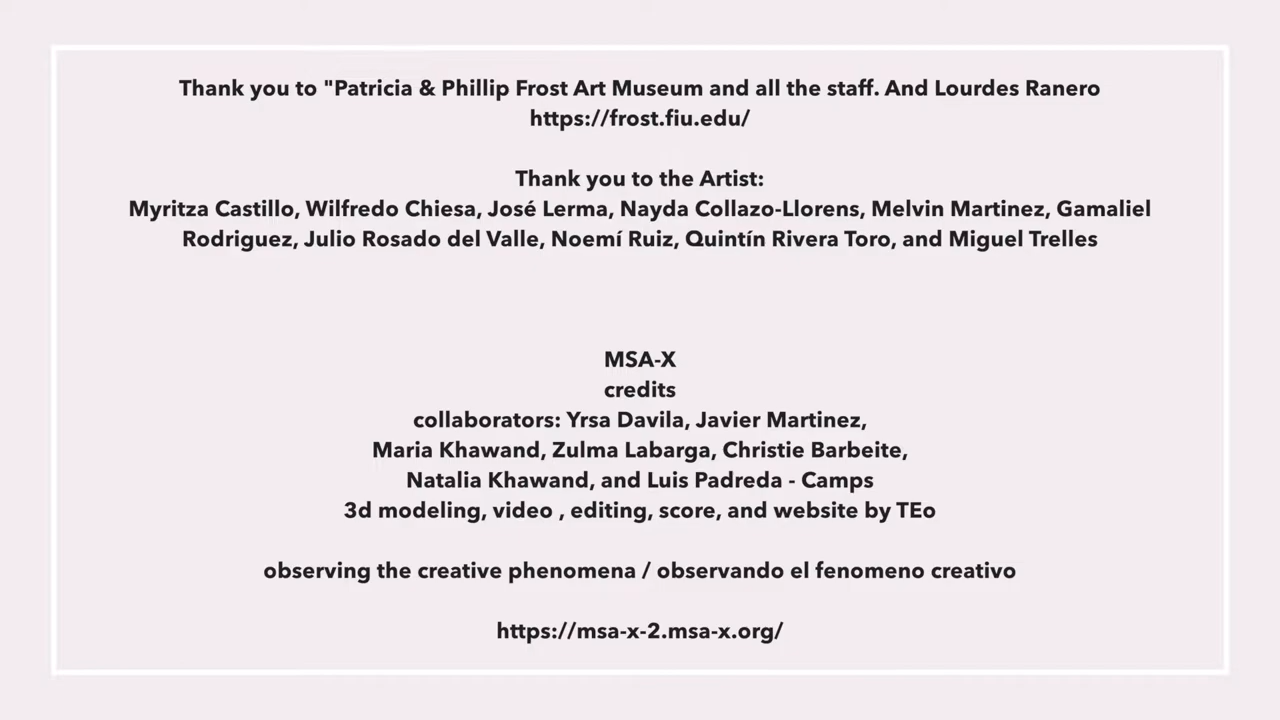 Thank you to "Patricia & Phillip Frost Art Museum and all the staff. And Lourdes Ranero
https://frost.fiu.edu/
Thank you to the Artist:
Myritza Castillo, Wilfredo Chiesa, José Lerma, Nayda Collazo-Llorens, Melvin Martinez, Gamaliel
Rodriguez, Julio Rosado del Valle, Noemí Ruiz, Quintín Rivera Toro, and Miguel Trelles
MSA-X
credits
collaborators: Yrsa Davila, Javier Martinez,
Maria Khawand, Zulma Labarga, Christie Barbeite,
Natalia Khawand, and Luis Padreda - Camps
3d modeling, video , editing, score, and website by TEo
observing the creative phenomena / observando el fenomeno creativo
https://msa-x-2.msa-x.org/